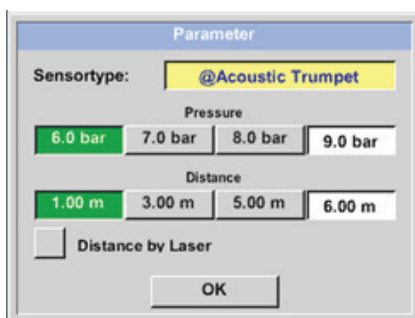 Parameter
Sensortype: @Acoustic Trumpet
Pressure
6.0 bar 7.0 bar 8.0 bar 9.0 bar
Distance
1.00 m 3.00 m 5.00 m 6.00 m
Distance by Laser
OK